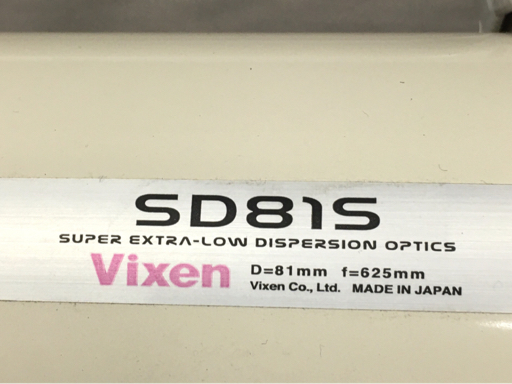 SD81S
SUPER EXTRA-LOW DISPERSION OPTICS
Vixen D=81mm f=625mm
Vixen Co., Ltd. MADE IN JAPAN